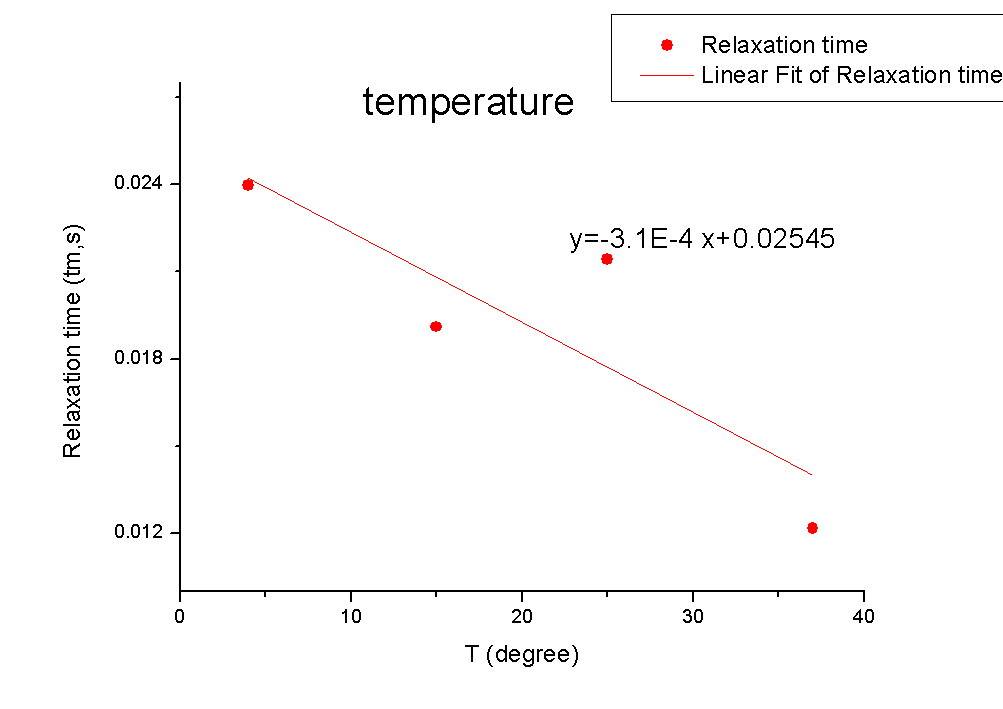 Relaxation time
Linear Fit of Relaxation time
temperature
0.024
y=-3.1E-4 x+0.02545
Relaxation time (tm,s)
0.018
0.012
0 10 20 30 40
T (degree)